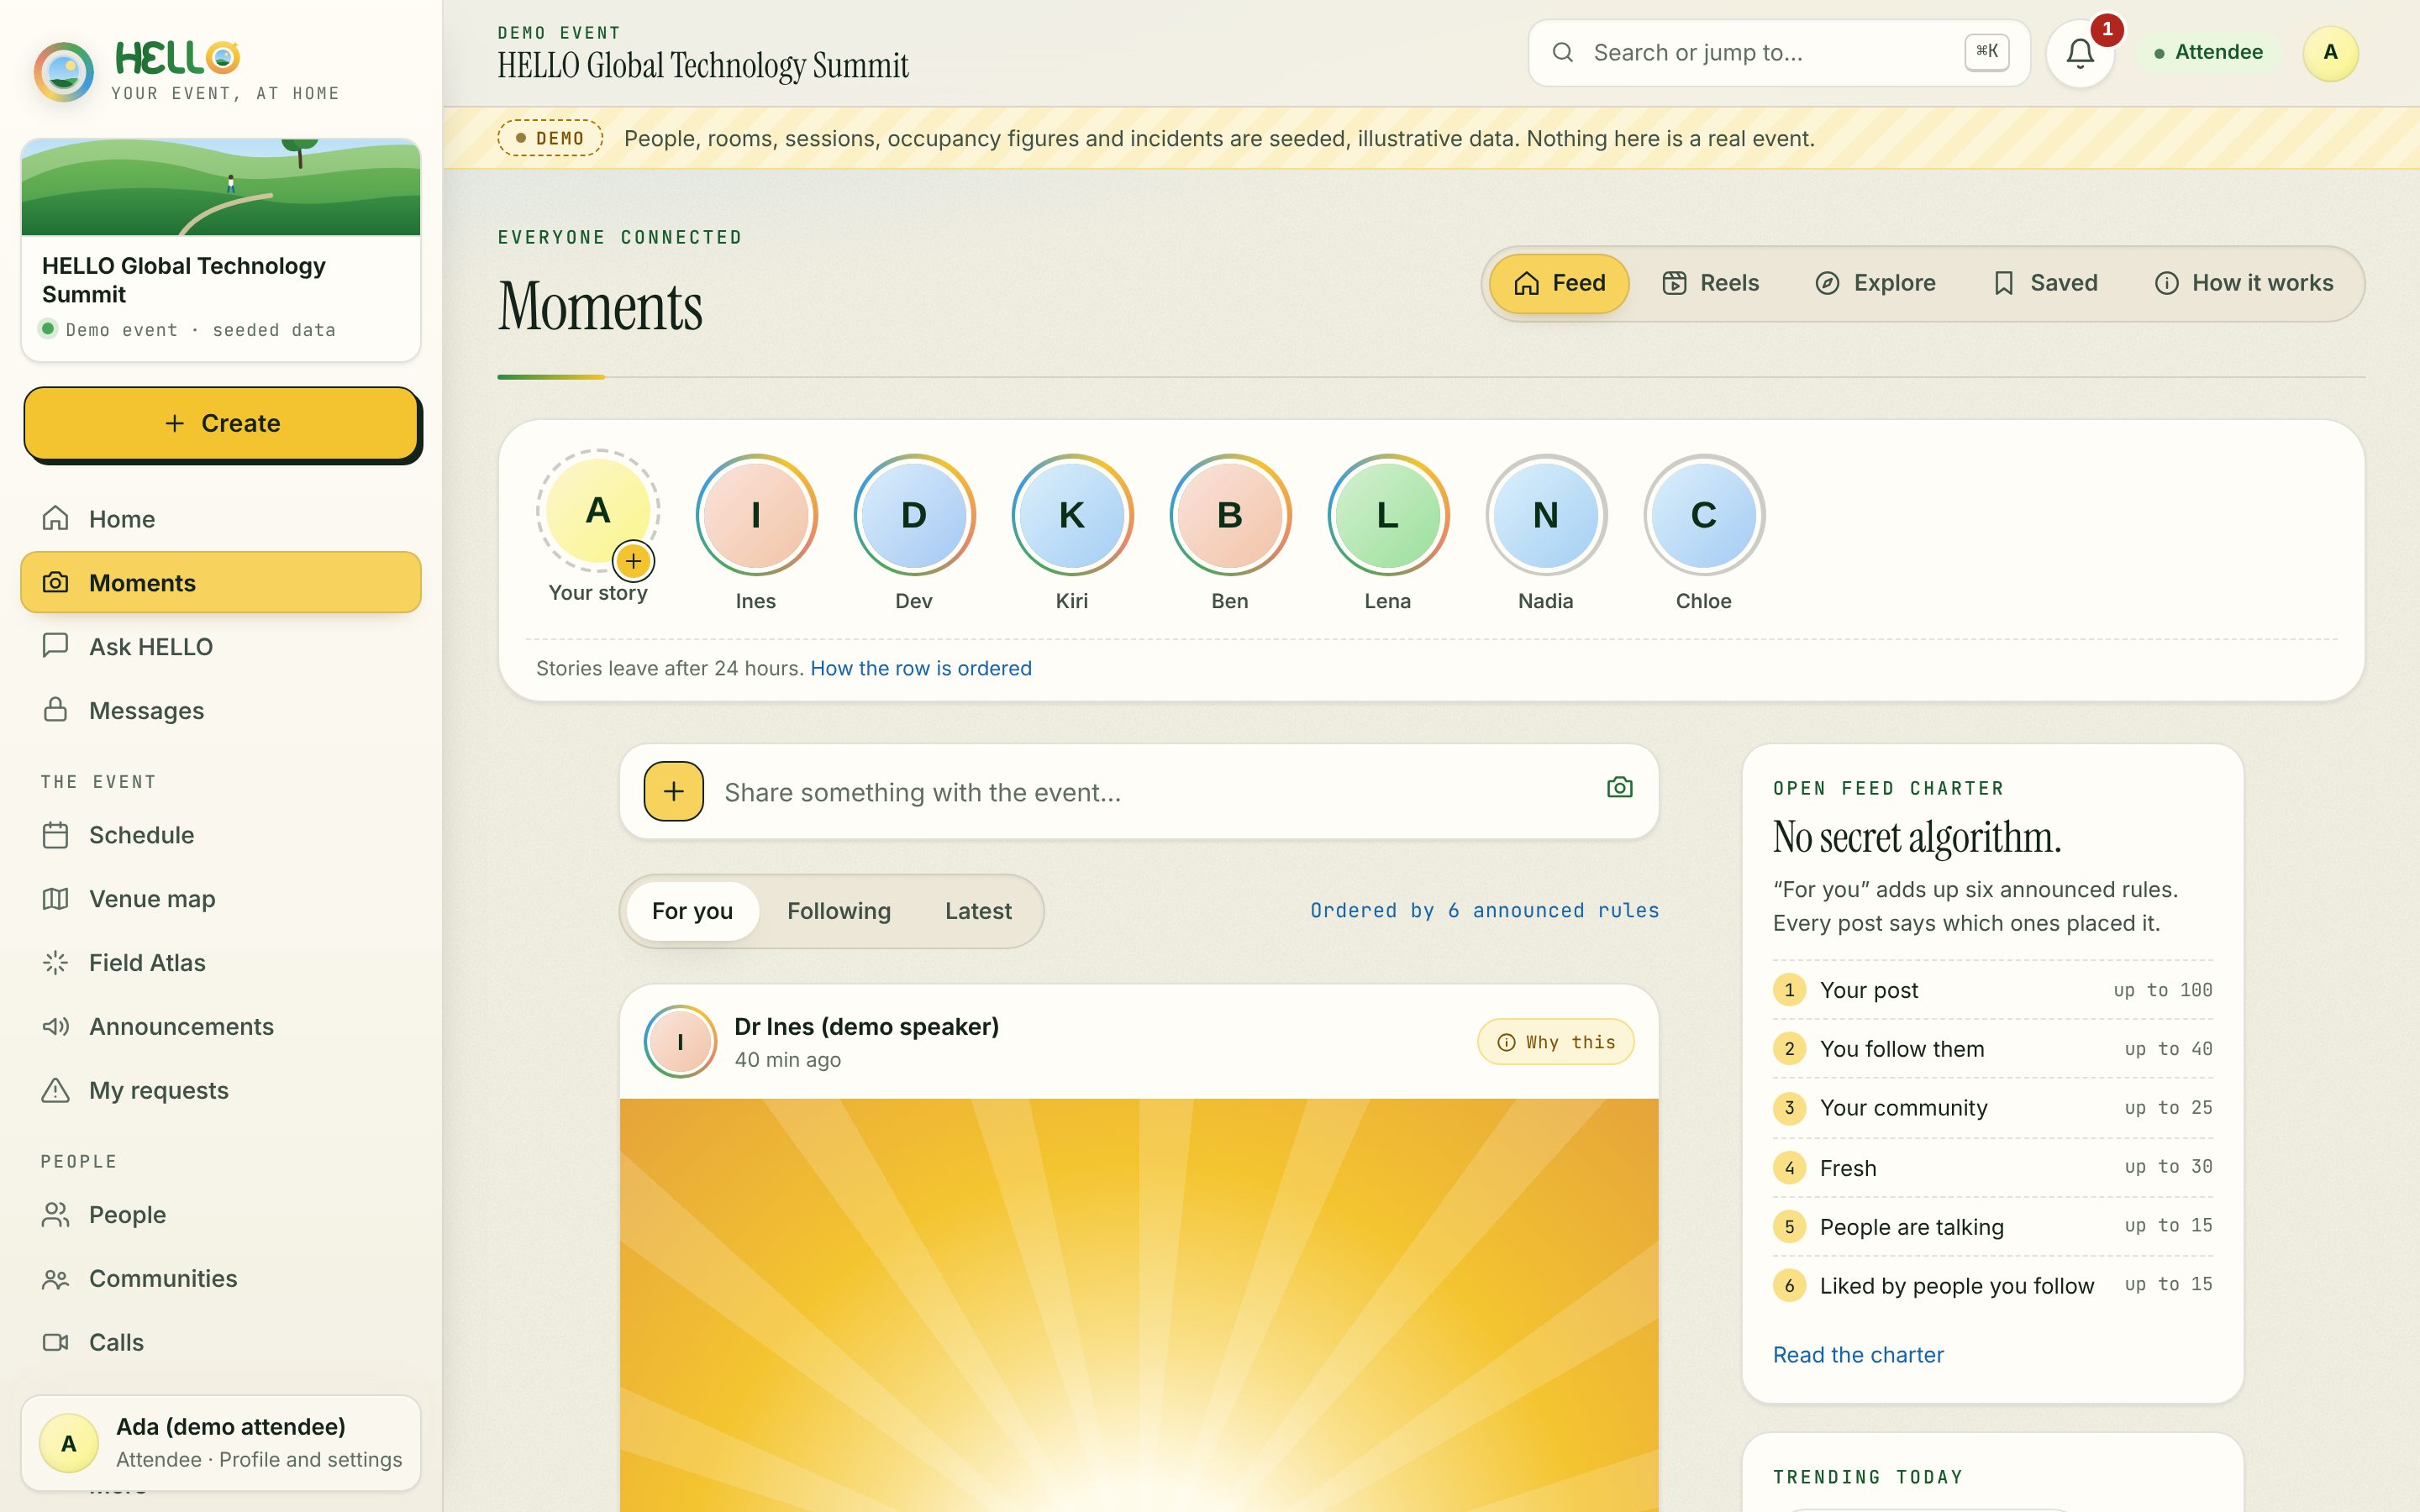 HELLO
YOUR EVENT, AT HOME
HELLO Global Technology
Summit
Demo event · seeded data
+ Create
Home
Moments
Ask HELLO
Messages
THE EVENT
Schedule
Venue map
Field Atlas
Announcements
My requests
PEOPLE
People
Communities
Calls
A
Ada (demo attendee)
Attendee · Profile and settings
DEMO EVENT
HELLO Global Technology Summit
Search or jump to...
⌘K
1
Attendee
A
DEMO
People, rooms, sessions, occupancy figures and incidents are seeded, illustrative data. Nothing here is a real event.
EVERYONE CONNECTED
Moments
Feed
Reels
Explore
Saved
How it works
A
I
D
K
B
L
N
C
Your story
Ines
Dev
Kiri
Ben
Lena
Nadia
Chloe
Stories leave after 24 hours. How the row is ordered
Share something with the event...
For you
Following
Latest
Ordered by 6 announced rules
I
Dr Ines (demo speaker)
40 min ago
Why this
OPEN FEED CHARTER
No secret algorithm.
“For you” adds up six announced rules.
Every post says which ones placed it.
1 Your post up to 100
2 You follow them up to 40
3 Your community up to 25
4 Fresh up to 30
5 People are talking up to 15
6 Liked by people you follow up to 15
Read the charter
TRENDING TODAY